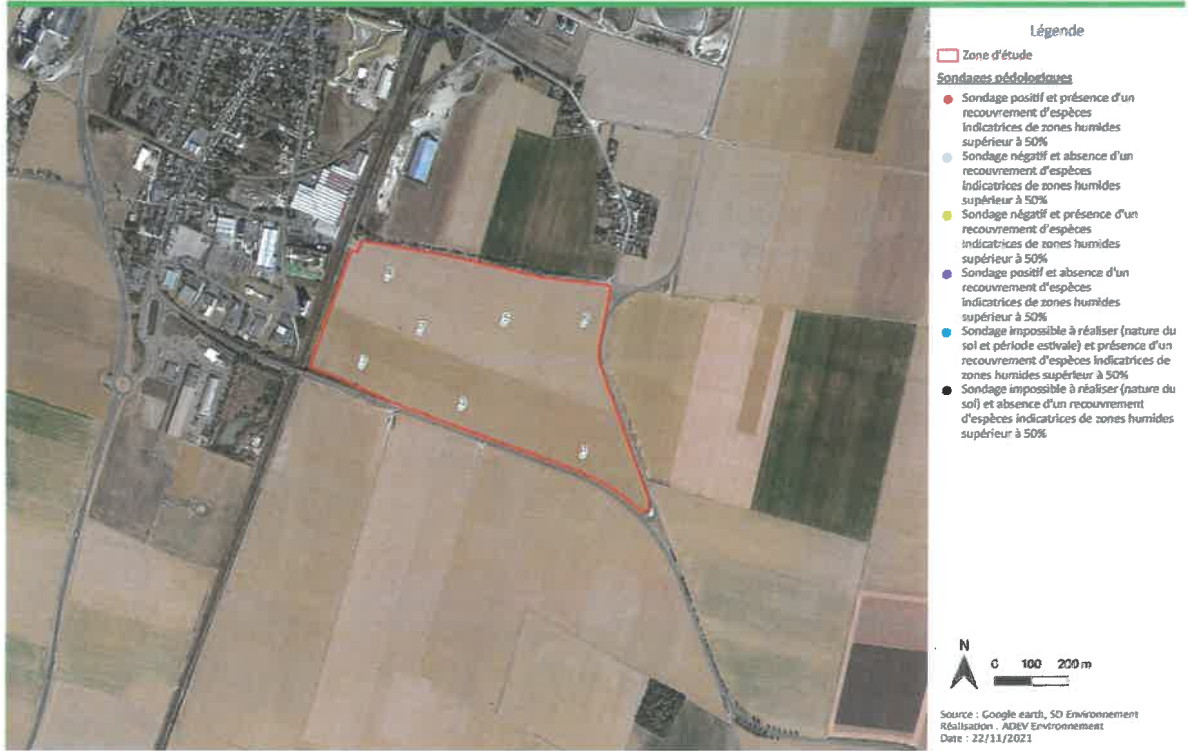 Légende
Zone d'étude
Sondages pédologiques
Sondage positif et présence d'un
recouvrement d'espèces
indicatrices de zones humides
supérieur à 50%
Sondage négatif et absence d'un
recouvrement d'espèces
indicatrices de zones humides
supérieur à 50%
Sondage négatif et présence d'un
recouvrement d'espèces
indicatrices de zones humides
supérieur à 50%
Sondage positif et absence d'un
recouvrement d'espèces
indicatrices de zones humides
supérieur à 50%
Sondage impossible à réaliser (nature du
sol et période estivale) et présence d'un
recouvrement d'espèces indicatrices de
zones humides supérieur à 50%
Sondage impossible à réaliser (nature du
sol) et absence d'un recouvrement
d'espèces indicatrices de zones humides
supérieur à 50%
N
0 100 200 m
Source : Google earth, SD Environnement
Réalisation : ADEV Environnement
Date : 22/11/2021